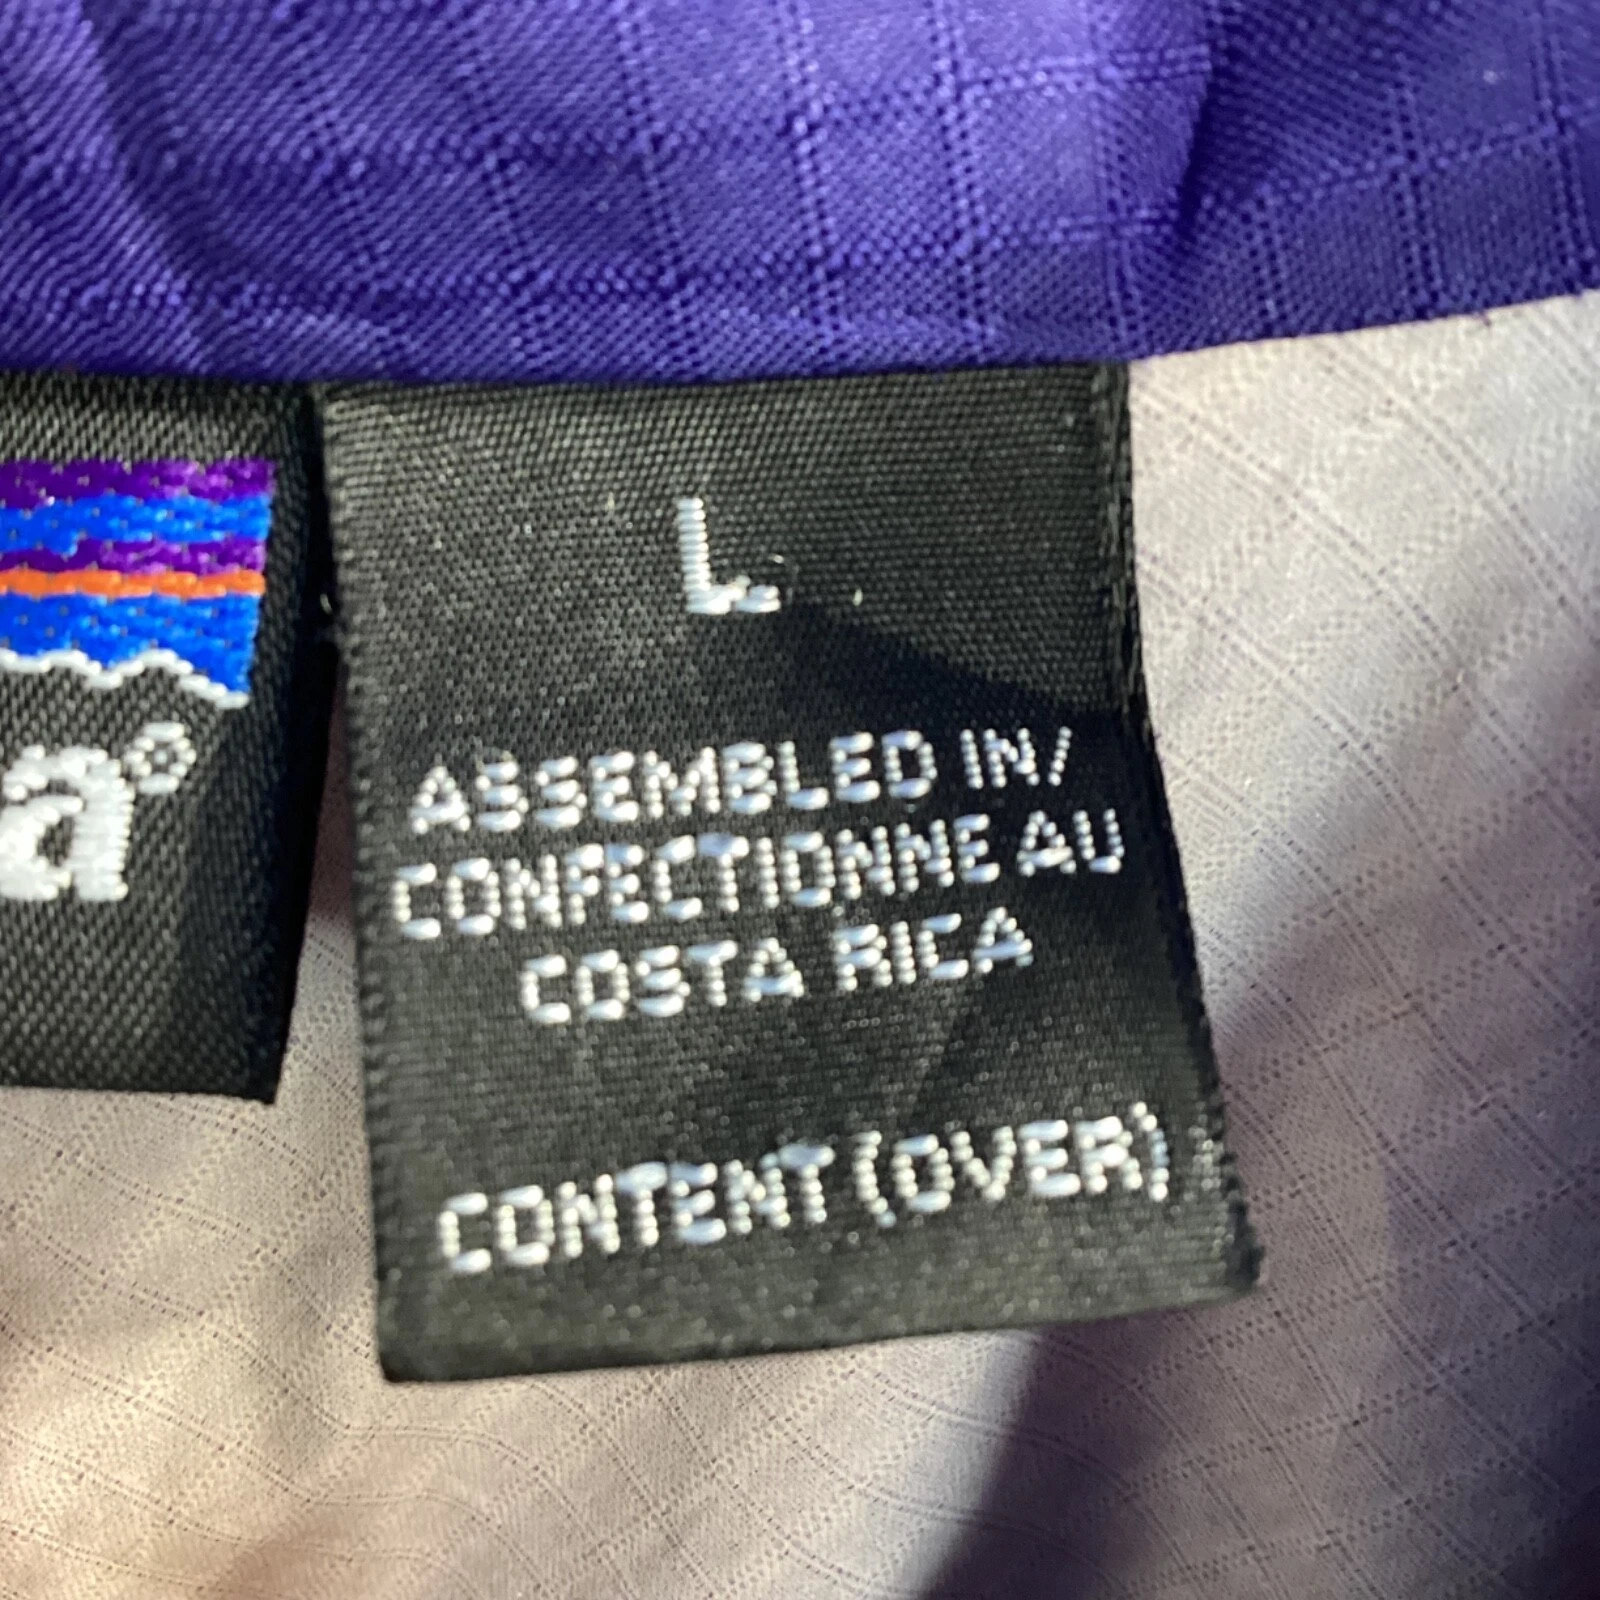 a®
L
ASSEMBLED IN/
CONFECTIONNE AU
COSTA RICA
CONTENT (OVER)